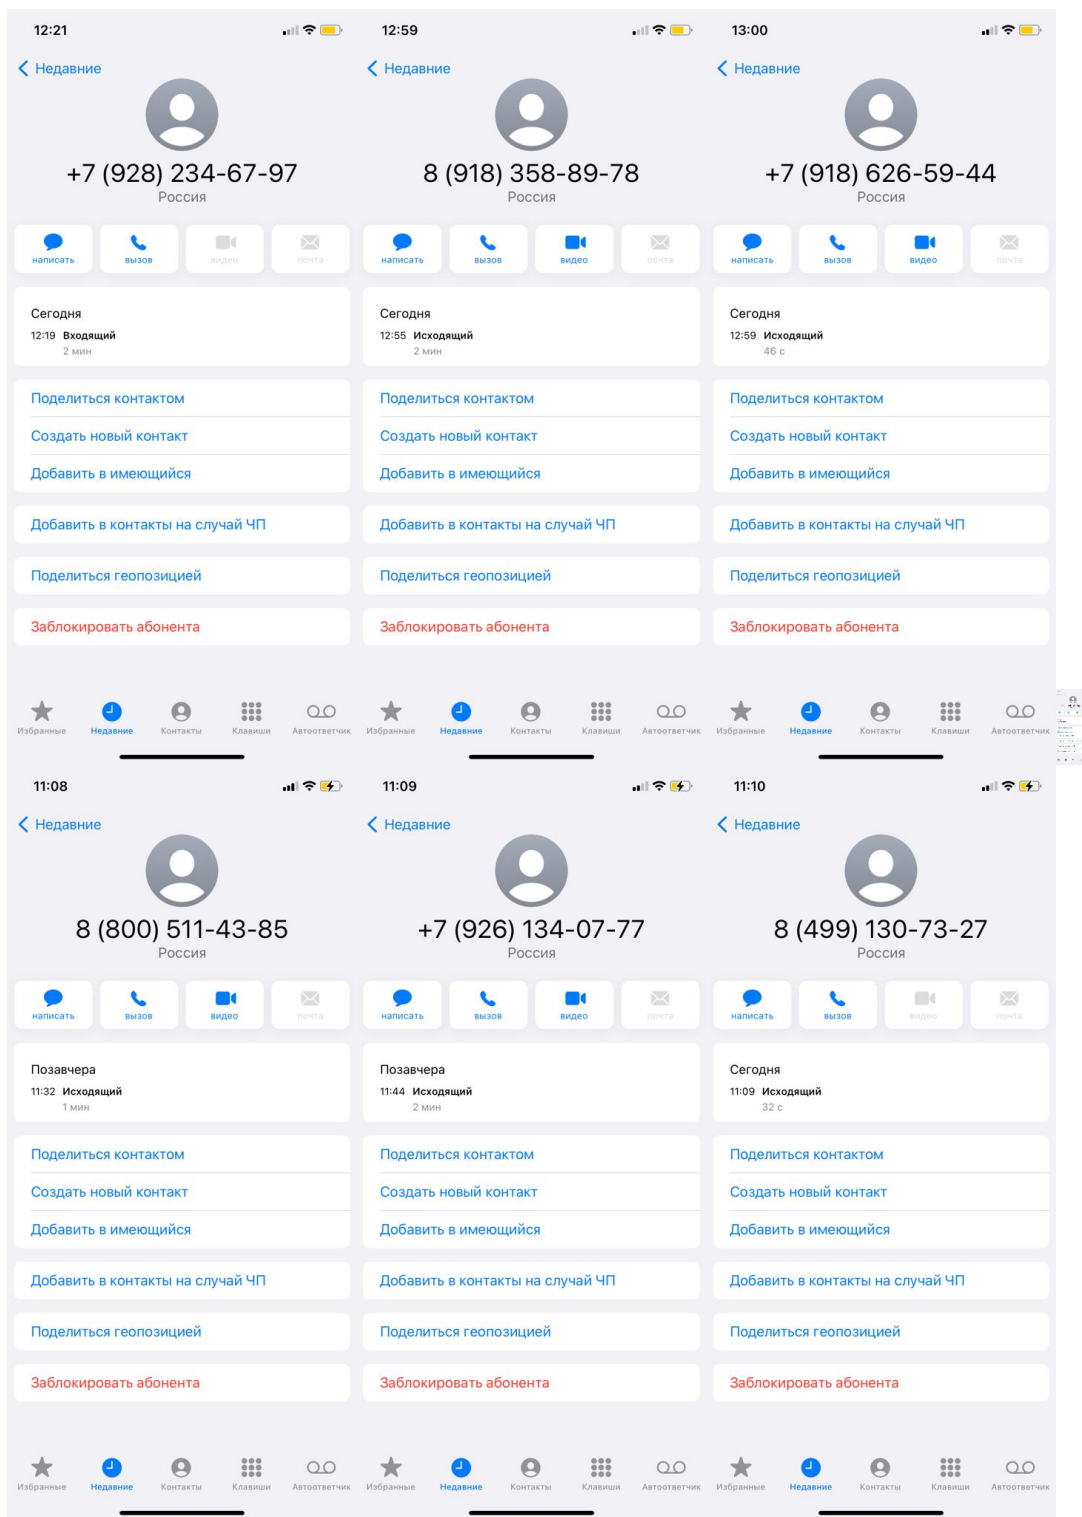 12:21
Недавние
+7 (928) 234-67-97
Россия
написать вызов видео почта
Сегодня
12:19 Входящий
2 мин
Поделиться контактом
Создать новый контакт
Добавить в имеющийся
Добавить в контакты на случай ЧП
Поделиться геопозицией
Заблокировать абонента
Избранные Недавние Контакты Клавиши Автоответчик
12:59
Недавние
8 (918) 358-89-78
Россия
написать вызов видео почта
Сегодня
12:55 Исходящий
2 мин
Поделиться контактом
Создать новый контакт
Добавить в имеющийся
Добавить в контакты на случай ЧП
Поделиться геопозицией
Заблокировать абонента
Избранные Недавние Контакты Клавиши Автоответчик
13:00
Недавние
+7 (918) 626-59-44
Россия
написать вызов видео почта
Сегодня
12:59 Исходящий
46 с
Поделиться контактом
Создать новый контакт
Добавить в имеющийся
Добавить в контакты на случай ЧП
Поделиться геопозицией
Заблокировать абонента
Избранные Недавние Контакты Клавиши Автоответчик
11:08
Недавние
8 (800) 511-43-85
Россия
написать вызов видео почта
Позавчера
11:32 Исходящий
1 мин
Поделиться контактом
Создать новый контакт
Добавить в имеющийся
Добавить в контакты на случай ЧП
Поделиться геопозицией
Заблокировать абонента
Избранные Недавние Контакты Клавиши Автоответчик
11:09
Недавние
+7 (926) 134-07-77
Россия
написать вызов видео почта
Позавчера
11:44 Исходящий
2 мин
Поделиться контактом
Создать новый контакт
Добавить в имеющийся
Добавить в контакты на случай ЧП
Поделиться геопозицией
Заблокировать абонента
Избранные Недавние Контакты Клавиши Автоответчик
11:10
Недавние
8 (499) 130-73-27
Россия
написать вызов видео почта
Сегодня
11:09 Исходящий
32 с
Поделиться контактом
Создать новый контакт
Добавить в имеющийся
Добавить в контакты на случай ЧП
Поделиться геопозицией
Заблокировать абонента
Избранные Недавние Контакты Клавиши Автоответчик